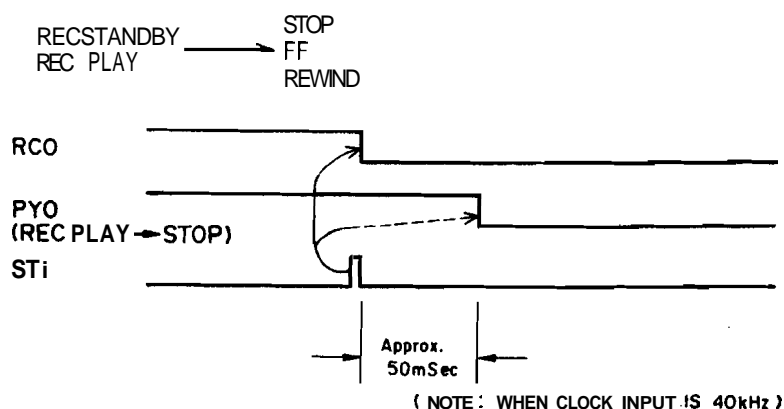 RECSTANDBY
REC PLAY
STOP
FF
REWIND
RCO
PYO
(REC PLAY → STOP)
STi
Approx.
50mSec
( NOTE: WHEN CLOCK INPUT IS 40kHz )